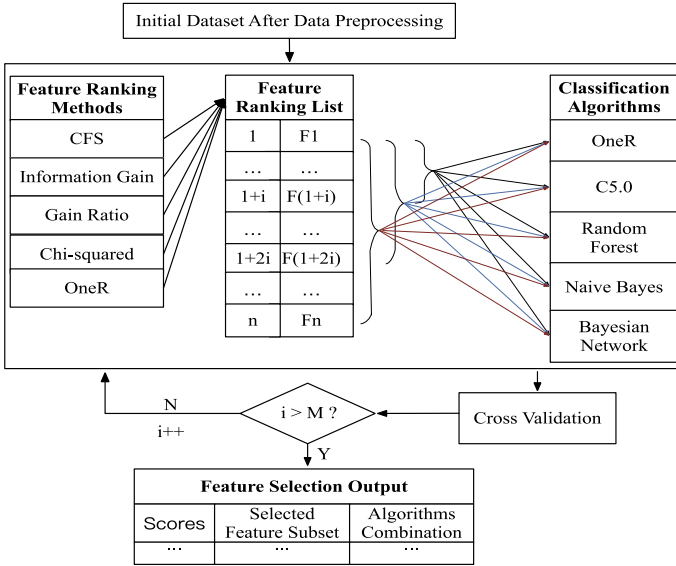 Initial Dataset After Data Preprocessing
Feature Ranking
Methods
CFS
Information Gain
Gain Ratio
Chi-squared
OneR
Feature
Ranking List
1 F1
... ...
1+i F(1+i)
... ...
1+2i F(1+2i)
... ...
n Fn
Classification
Algorithms
OneR
C5.0
Random
Forest
Naive Bayes
Bayesian
Network
Cross Validation
i > M ?
N
i++
Y
Feature Selection Output
Scores
Selected
Feature Subset
Algorithms
Combination
... ... ...